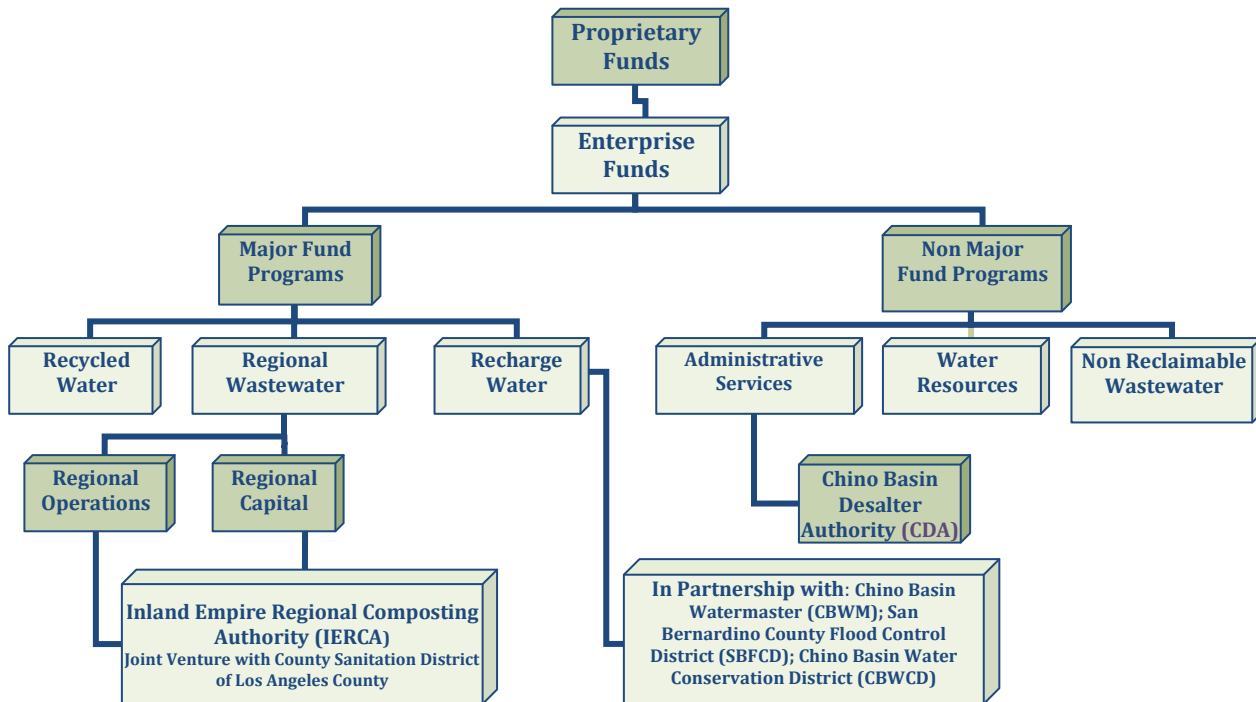 Proprietary
Funds
Enterprise
Funds
Major Fund
Programs
Non Major
Fund Programs
Recycled
Water
Regional
Wastewater
Recharge
Water
Administrative
Services
Water
Resources
Non Reclaimable
Wastewater
Regional
Operations
Regional
Capital
Chino Basin
Desalter
Authority (CDA)
Inland Empire Regional Composting
Authority (IERCA)
Joint Venture with County Sanitation District
of Los Angeles County
In Partnership with: Chino Basin
Watermaster (CBWM); San
Bernardino County Flood Control
District (SBFCD); Chino Basin Water
Conservation District (CBWCD)